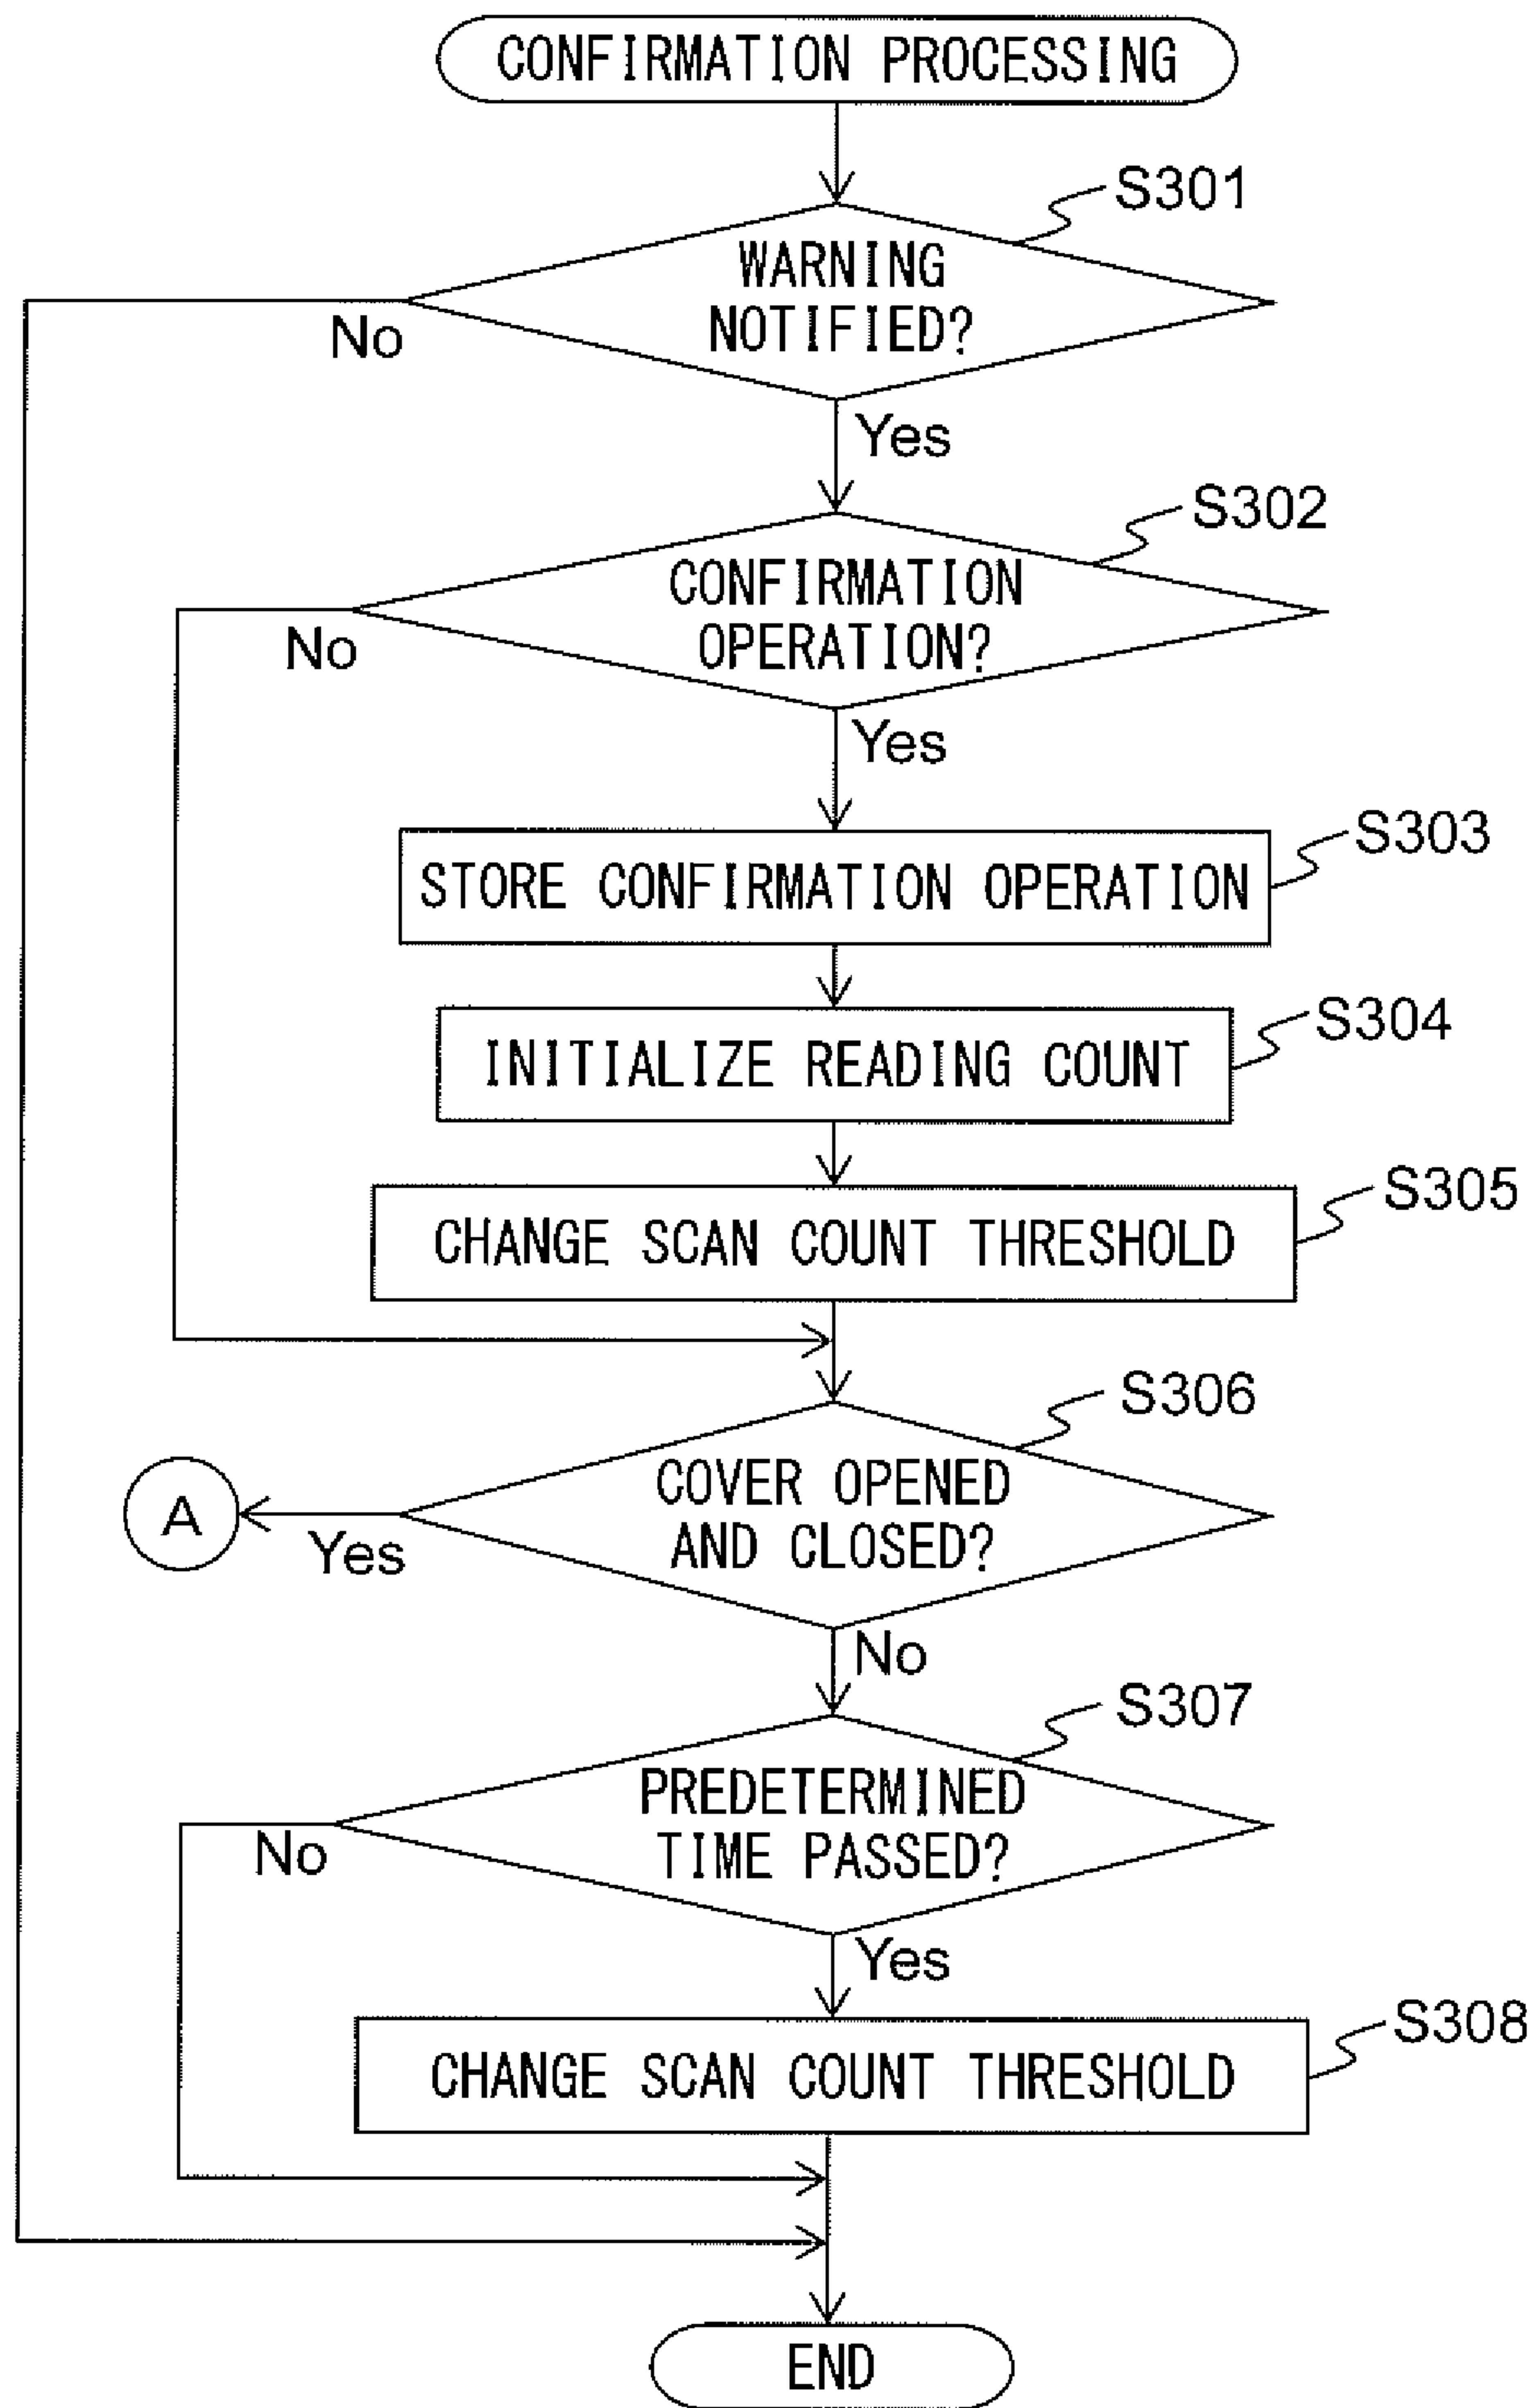 CONFIRMATION PROCESSING
S301
WARNING
NOTIFIED?
No
Yes
S302
CONFIRMATION
OPERATION?
No
Yes
S303
STORE CONFIRMATION OPERATION
S304
INITIALIZE READING COUNT
S305
CHANGE SCAN COUNT THRESHOLD
S306
COVER OPENED
AND CLOSED?
A
Yes
No
S307
PREDETERMINED
TIME PASSED?
No
Yes
S308
CHANGE SCAN COUNT THRESHOLD
END